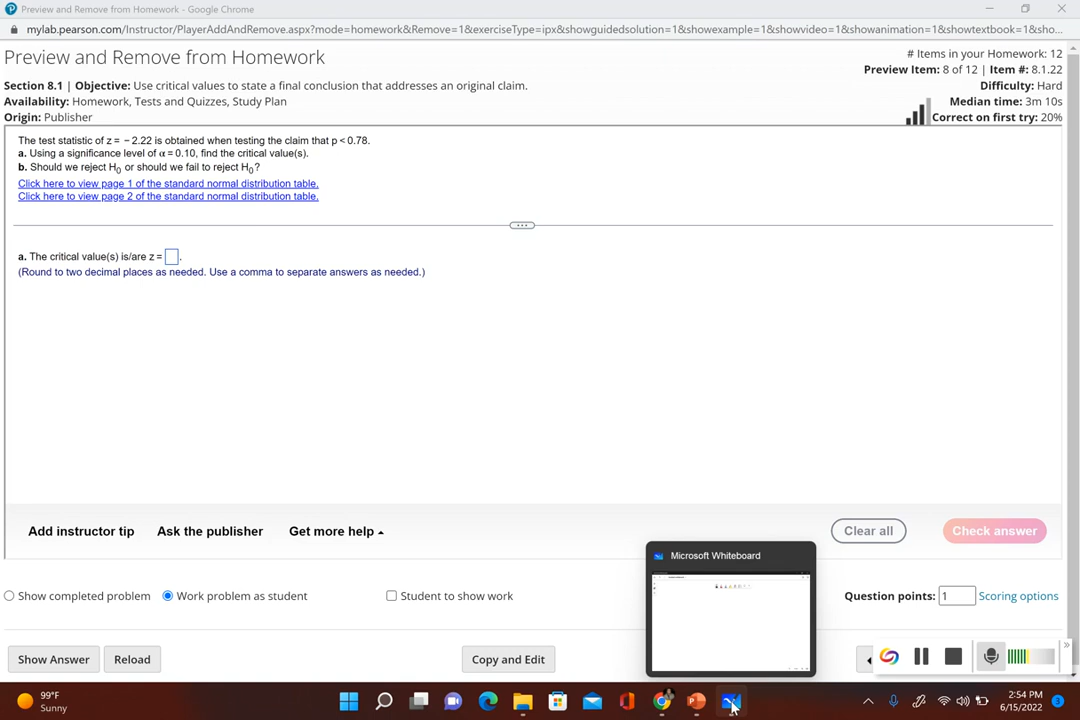 Preview and Remove from Homework - Google Chrome
mylab.pearson.com/Instructor/PlayerAddAndRemove.aspx?mode=homework&Remove=1&exerciseType=ipx&showguidedsolution=1&showexample=1&showvideo=1&showanimation=1&showtextbook=1&sho...
Preview and Remove from Homework
# Items in your Homework: 12
Preview Item: 8 of 12 | Item #: 8.1.22
Section 8.1 | Objective: Use critical values to state a final conclusion that addresses an original claim.
Difficulty: Hard
Availability: Homework, Tests and Quizzes, Study Plan
Median time: 3m 10s
Origin: Publisher
Correct on first try: 20%
The test statistic of z = − 2.22 is obtained when testing the claim that p < 0.78.
a. Using a significance level of α = 0.10, find the critical value(s).
b. Should we reject H0 or should we fail to reject H0?
Click here to view page 1 of the standard normal distribution table.
Click here to view page 2 of the standard normal distribution table.
a. The critical value(s) is/are z = .
(Round to two decimal places as needed. Use a comma to separate answers as needed.)
Add instructor tip Ask the publisher Get more help
Clear all Check answer
Microsoft Whiteboard
Show completed problem Work problem as student Student to show work
Question points: 1 Scoring options
Show Answer Reload Copy and Edit
99°F
Sunny
2:54 PM
6/15/2022
3